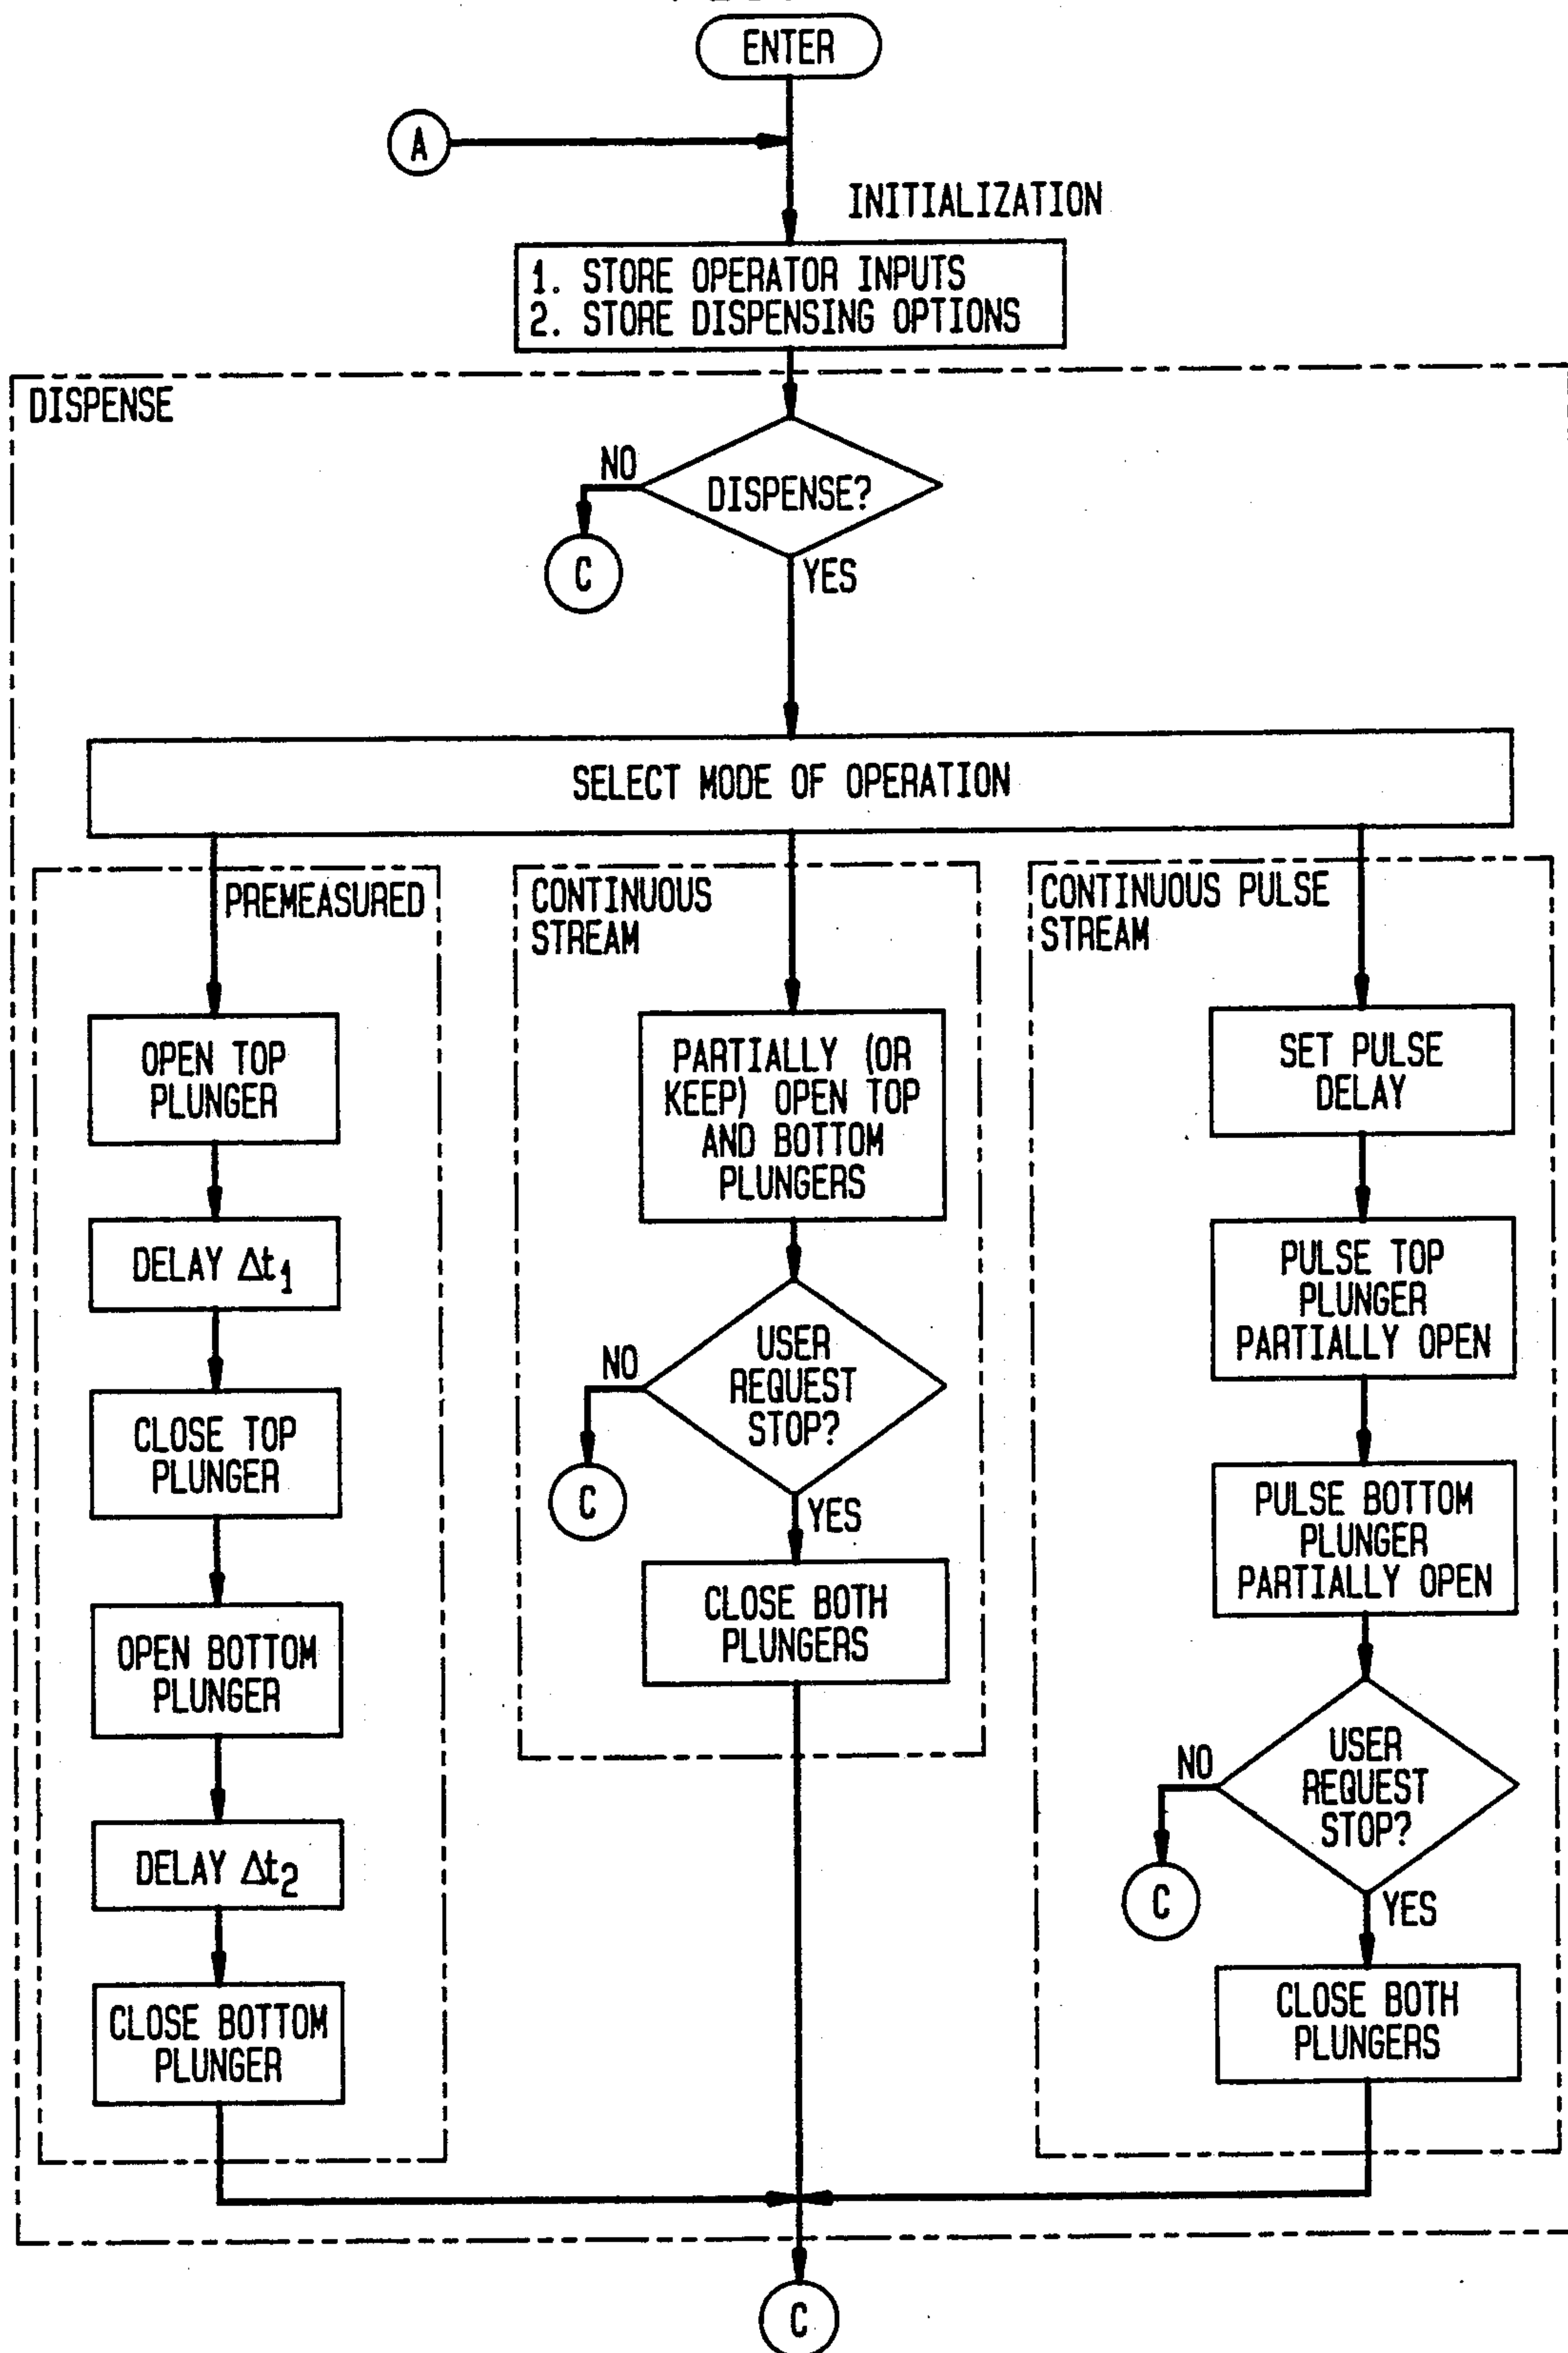 ENTER
A
INITIALIZATION
1. STORE OPERATOR INPUTS
2. STORE DISPENSING OPTIONS
DISPENSE
NO
DISPENSE?
C
YES
SELECT MODE OF OPERATION
PREMEASURED
OPEN TOP
PLUNGER
DELAY Δt1
CLOSE TOP
PLUNGER
OPEN BOTTOM
PLUNGER
DELAY Δt2
CLOSE BOTTOM
PLUNGER
CONTINUOUS
STREAM
PARTIALLY (OR
KEEP) OPEN TOP
AND BOTTOM
PLUNGERS
NO
USER
REQUEST
STOP?
C
YES
CLOSE BOTH
PLUNGERS
CONTINUOUS PULSE
STREAM
SET PULSE
DELAY
PULSE TOP
PLUNGER
PARTIALLY OPEN
PULSE BOTTOM
PLUNGER
PARTIALLY OPEN
NO
USER
REQUEST
STOP?
C
YES
CLOSE BOTH
PLUNGERS
C